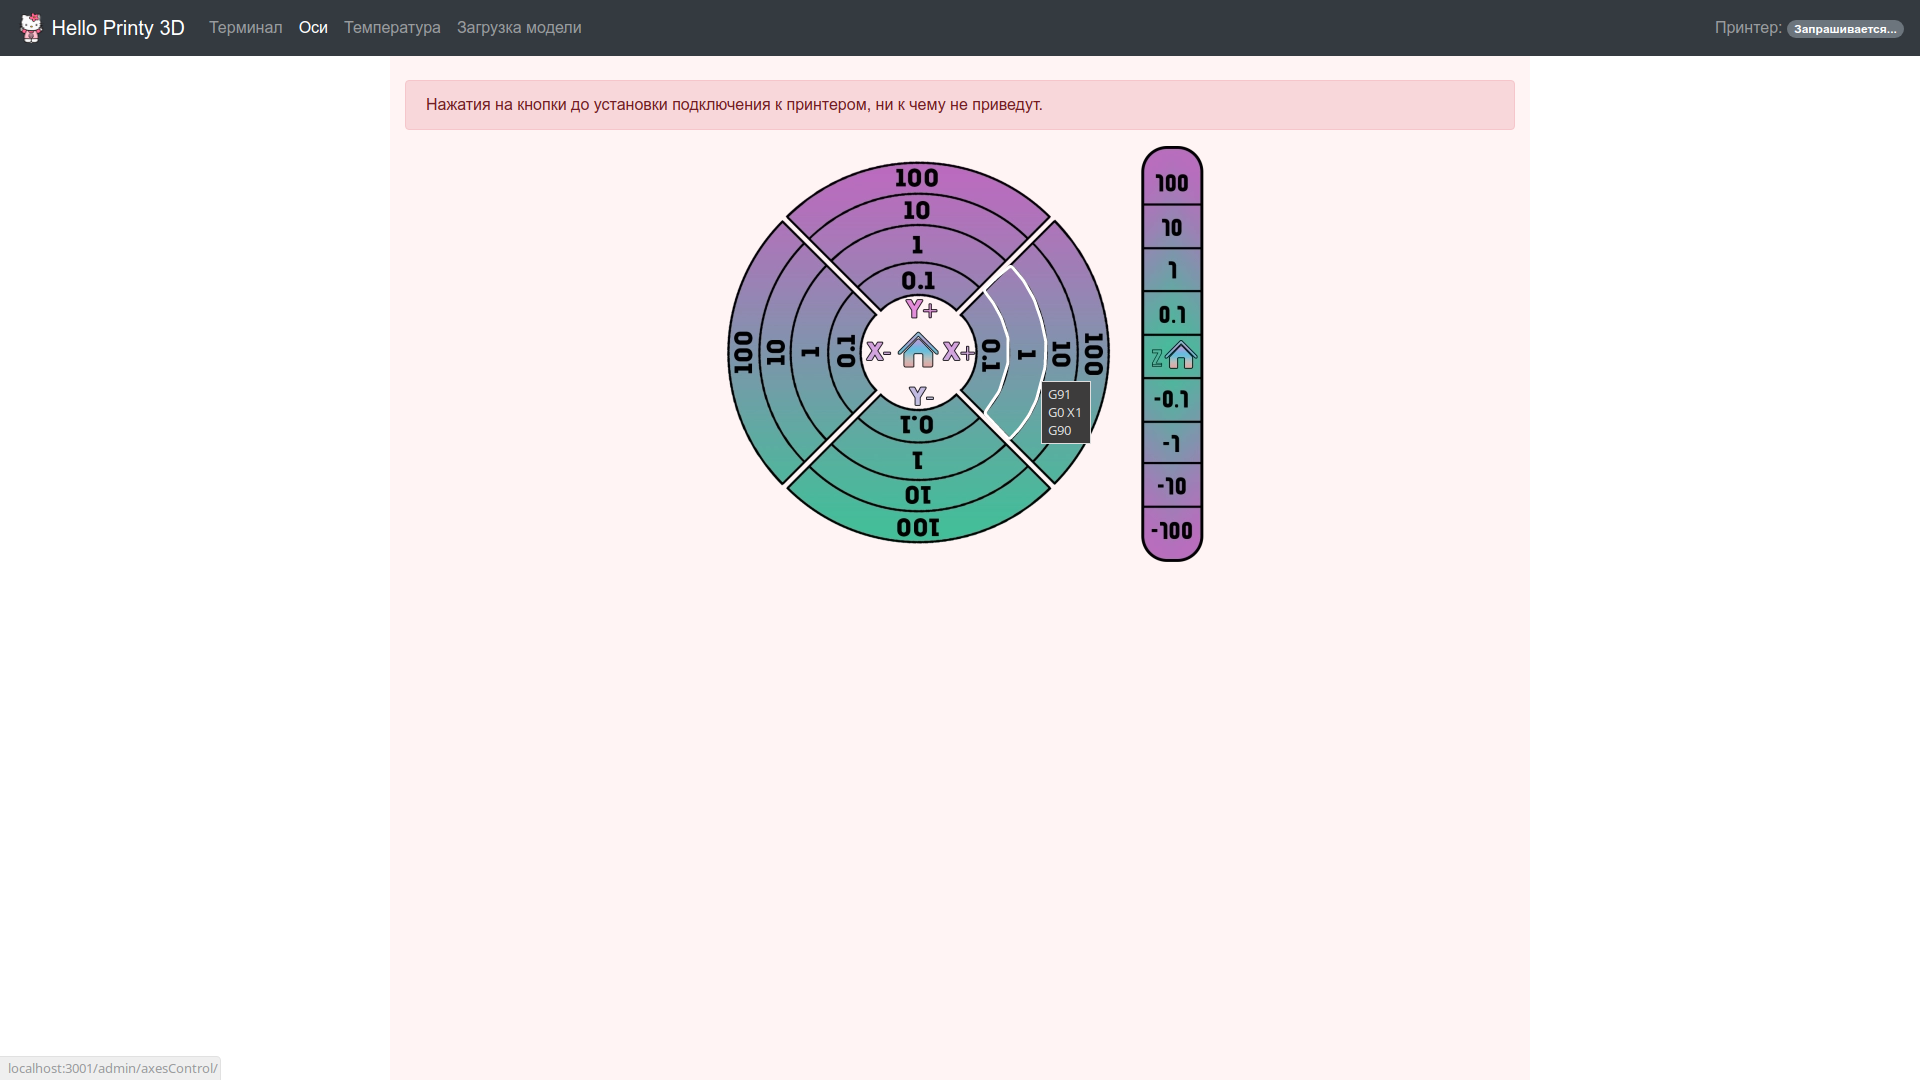 Hello Printy 3D Терминал Оси Температура Загрузка модели Принтер: Запрашивается...
Нажатия на кнопки до установки подключения к принтером, ни к чему не приведут.
100
10
1
0.1
Y+
100 10 1 0.1 X- X+ 0.1 1 10 100
Y-
0.1
1
10
100
G91
G0 X1
G90
100
10
1
0.1
Z
-0.1
-1
-10
-100
localhost:3001/admin/axesControl/